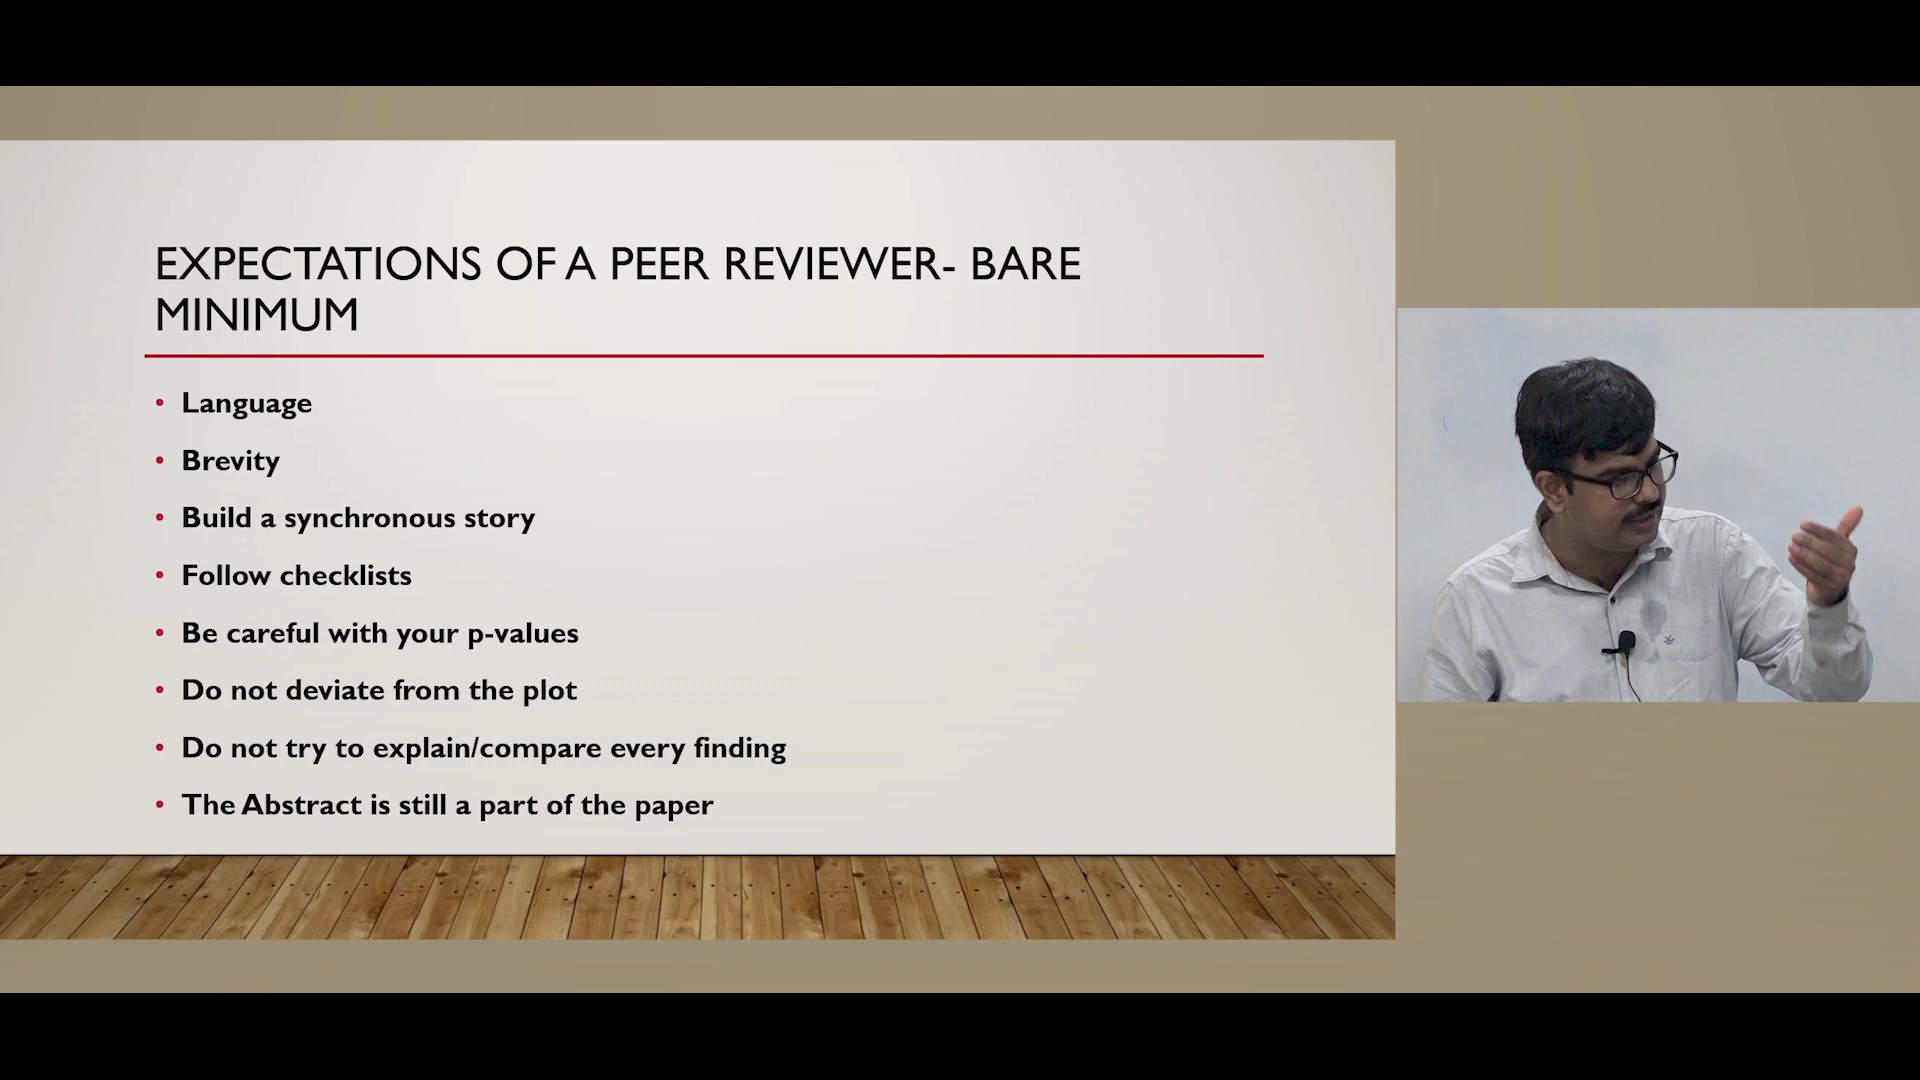 EXPECTATIONS OF A PEER REVIEWER- BARE
MINIMUM
• Language
• Brevity
• Build a synchronous story
• Follow checklists
• Be careful with your p-values
• Do not deviate from the plot
• Do not try to explain/compare every finding
• The Abstract is still a part of the paper